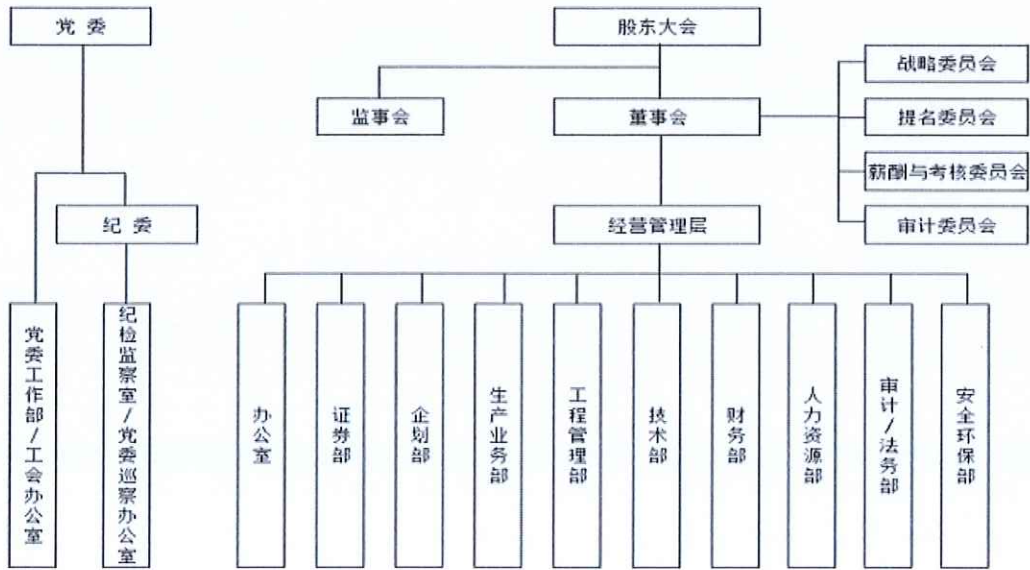 党 委
股东大会
战略委员会
监事会
董事会
提名委员会
薪酬与考核委员会
纪 委
经营管理层
审计委员会
党委工作部/工会办公室
纪检监察室/党委巡察办公室
办公室
证券部
企划部
生产业务部
工程管理部
技术部
财务部
人力资源部
审计/法务部
安全环保部